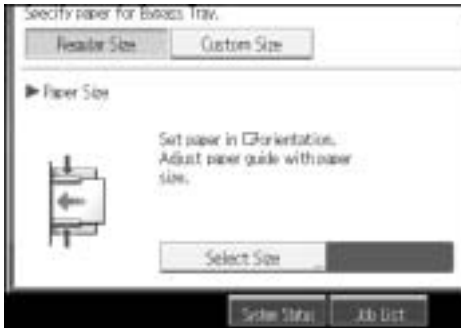 Specify paper for Bypass Tray.
Regular Size
Custom Size
Paper Size
Set paper in orientation.
Adjust paper guide with paper
size.
Select Size
System Status
Job List